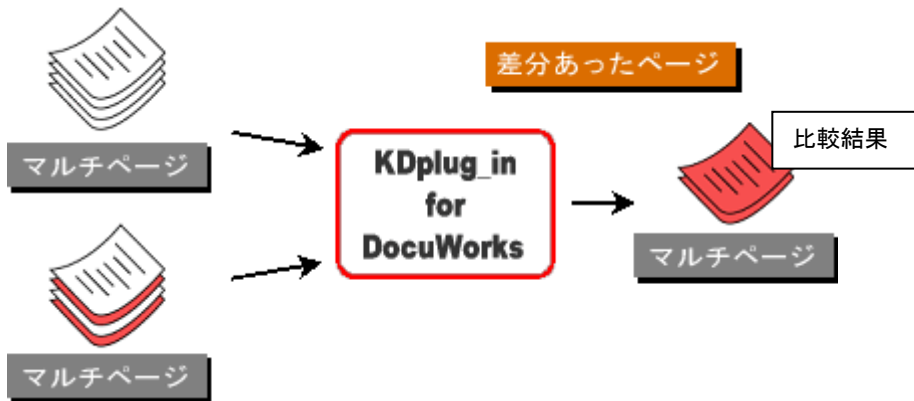 差分あったページ
マルチページ
KDplug_in
for
DocuWorks
比較結果
マルチページ
マルチページ